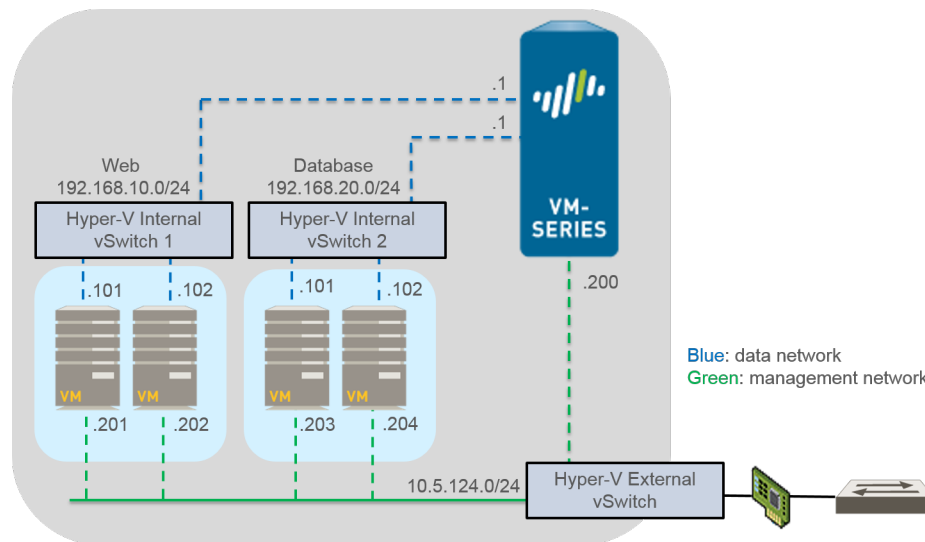 .1
.1
Web
192.168.10.0/24
Database
192.168.20.0/24
VM-
SERIES
Hyper-V Internal
vSwitch 1
Hyper-V Internal
vSwitch 2
.200
.101
.102
.101
.102
Blue: data network
Green: management network
VM
VM
VM
VM
.201
.202
.203
.204
10.5.124.0/24
Hyper-V External
vSwitch